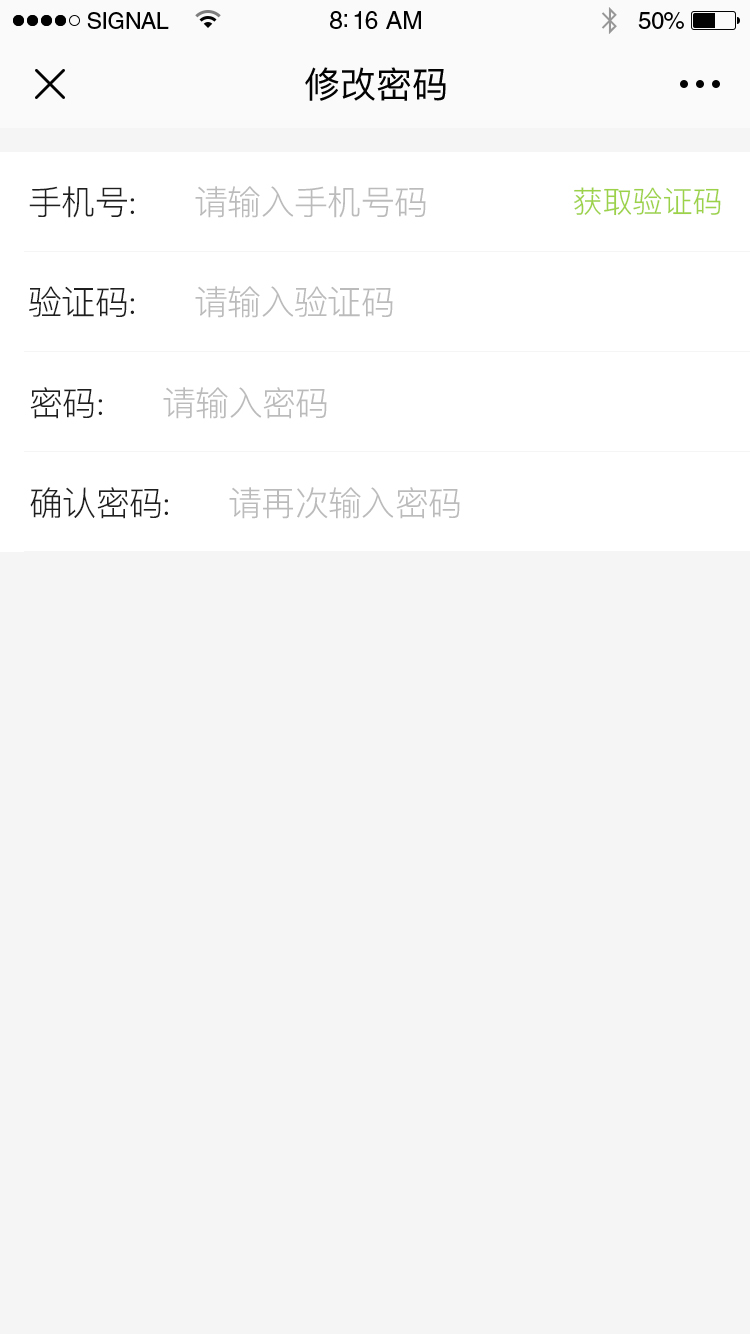 SIGNAL 8:16 AM 50%
修改密码
手机号: 请输入手机号码 获取验证码
验证码: 请输入验证码
密码: 请输入密码
确认密码: 请再次输入密码